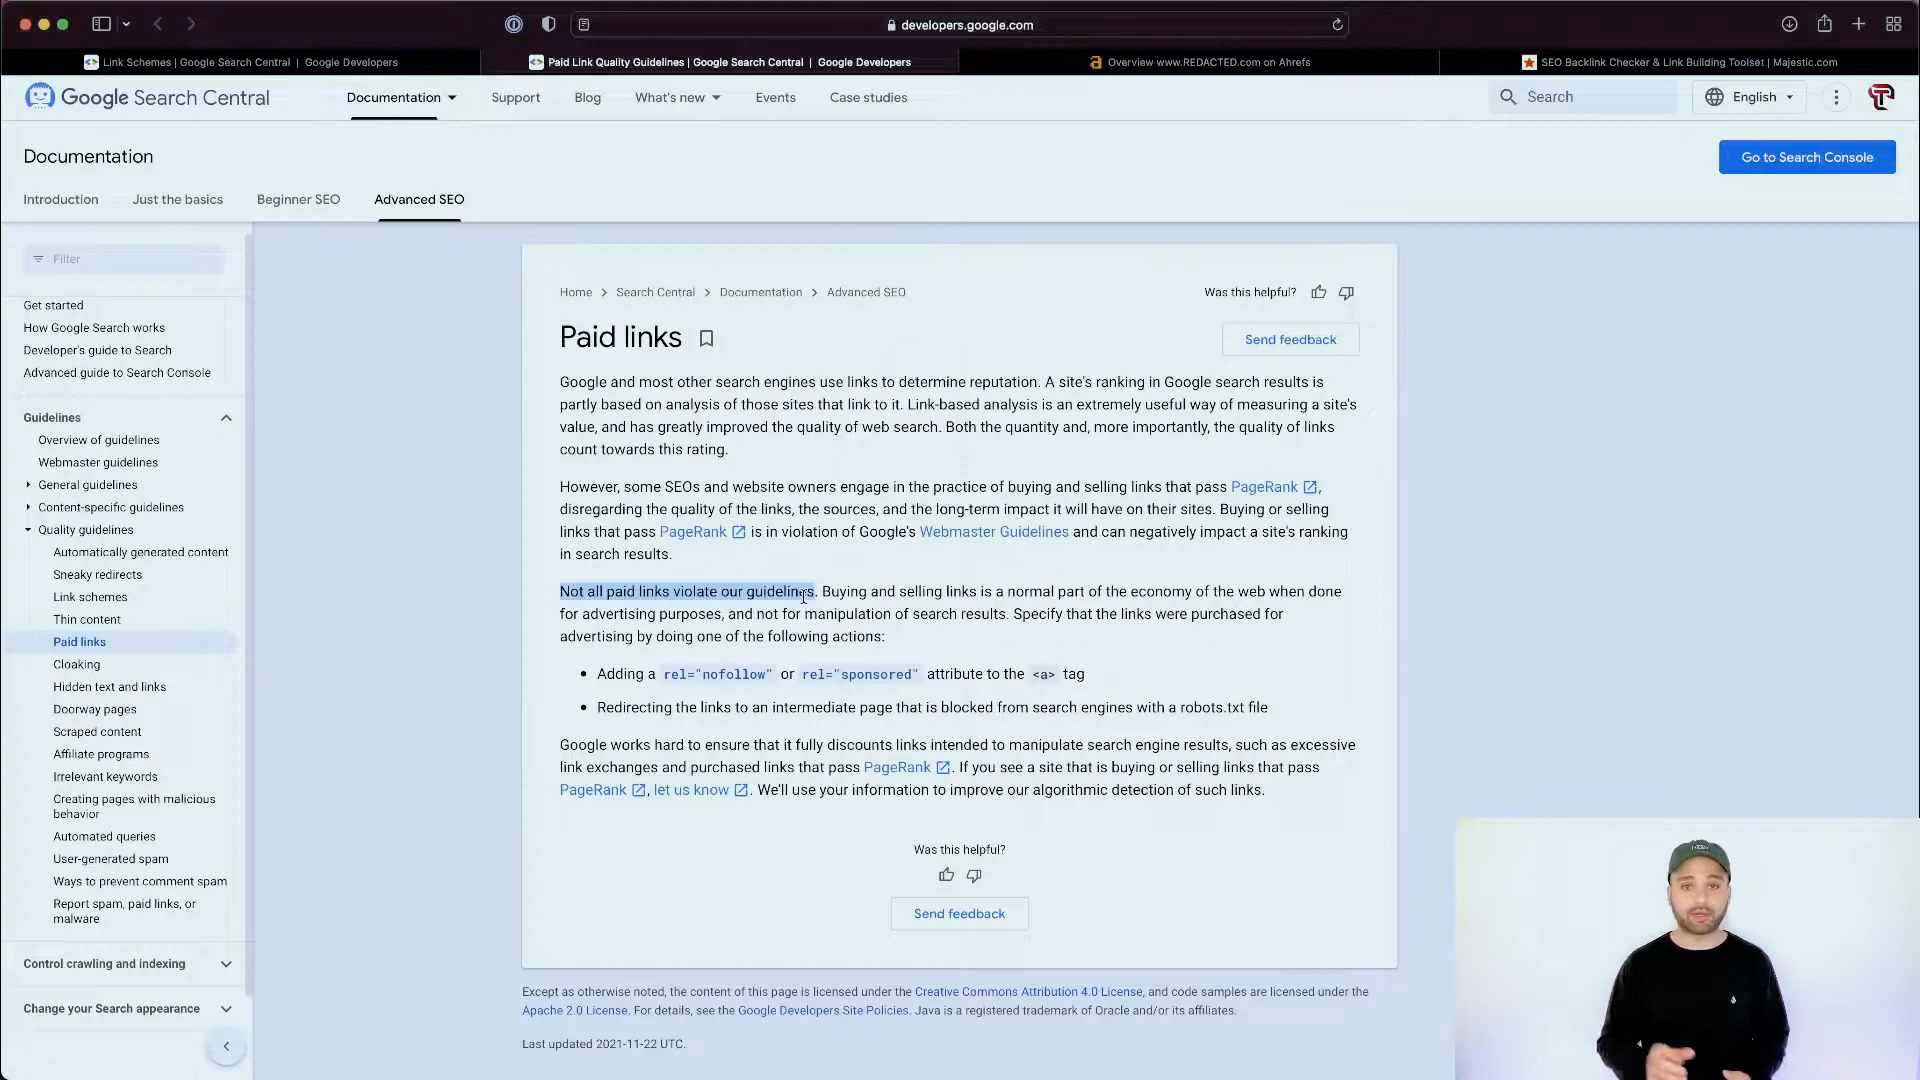 developers.google.com
Link Schemes | Google Search Central | Google Developers
Paid Link Quality Guidelines | Google Search Central | Google Developers
Overview www.REDACTED.com on Ahrefs
SEO Backlink Checker & Link Building Toolset | Majestic.com
Google Search Central
Documentation
Support
Blog
What's new
Events
Case studies
Search
English
Documentation
Go to Search Console
Introduction
Just the basics
Beginner SEO
Advanced SEO
Filter
Get started
How Google Search works
Developer's guide to Search
Advanced guide to Search Console
Guidelines
Overview of guidelines
Webmaster guidelines
General guidelines
Content-specific guidelines
Quality guidelines
Automatically generated content
Sneaky redirects
Link schemes
Thin content
Paid links
Cloaking
Hidden text and links
Doorway pages
Scraped content
Affiliate programs
Irrelevant keywords
Creating pages with malicious
behavior
Automated queries
User-generated spam
Ways to prevent comment spam
Report spam, paid links, or
malware
Control crawling and indexing
Change your Search appearance
Home > Search Central > Documentation > Advanced SEO
Was this helpful?
Paid links
Send feedback
Google and most other search engines use links to determine reputation. A site's ranking in Google search results is
partly based on analysis of those sites that link to it. Link-based analysis is an extremely useful way of measuring a site's
value, and has greatly improved the quality of web search. Both the quantity and, more importantly, the quality of links
count towards this rating.
However, some SEOs and website owners engage in the practice of buying and selling links that pass PageRank,
disregarding the quality of the links, the sources, and the long-term impact it will have on their sites. Buying or selling
links that pass PageRank is in violation of Google's Webmaster Guidelines and can negatively impact a site's ranking
in search results.
Not all paid links violate our guidelines. Buying and selling links is a normal part of the economy of the web when done
for advertising purposes, and not for manipulation of search results. Specify that the links were purchased for
advertising by doing one of the following actions:
• Adding a rel="nofollow" or rel="sponsored" attribute to the <a> tag
• Redirecting the links to an intermediate page that is blocked from search engines with a robots.txt file
Google works hard to ensure that it fully discounts links intended to manipulate search engine results, such as excessive
link exchanges and purchased links that pass PageRank. If you see a site that is buying or selling links that pass
PageRank, let us know. We'll use your information to improve our algorithmic detection of such links.
Was this helpful?
Send feedback
Except as otherwise noted, the content of this page is licensed under the Creative Commons Attribution 4.0 License, and code samples are licensed under the
Apache 2.0 License. For details, see the Google Developers Site Policies. Java is a registered trademark of Oracle and/or its affiliates.
Last updated 2021-11-22 UTC.